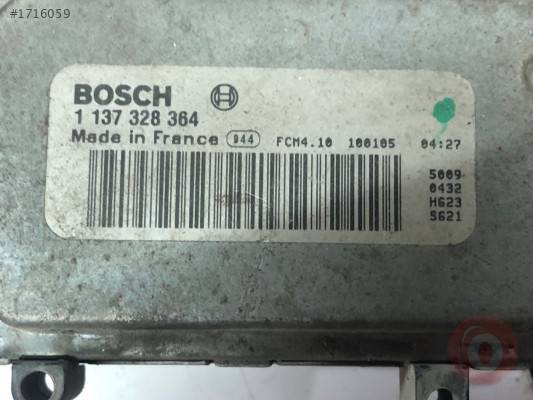 #1716059
BOSCH
1 137 328 364
Made in France 944 FCM4.10 100105 04:27
5009
0432
H623
S621